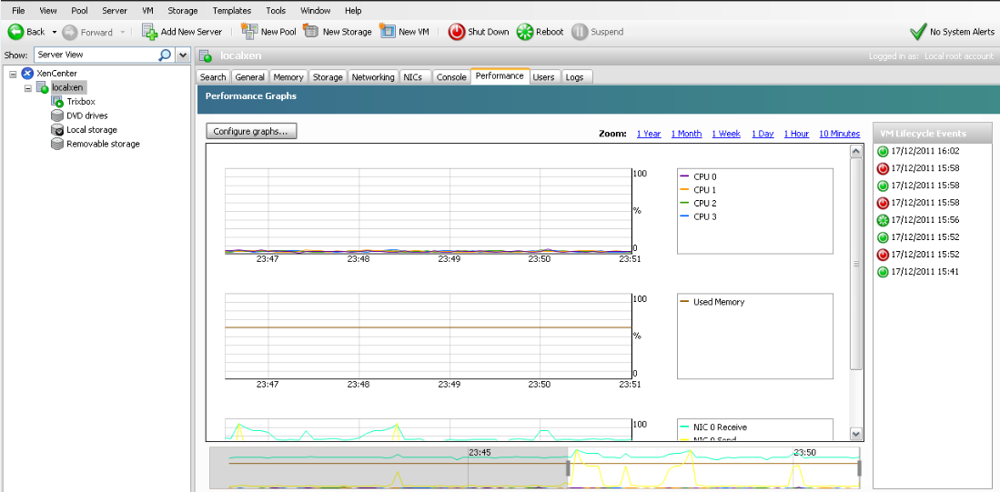 File View Pool Server VM Storage Templates Tools Window Help
Back Forward Add New Server New Pool New Storage New VM Shut Down Reboot Suspend No System Alerts
Show: Server View localxen Logged in as: Local root account
XenCenter
localxen
Trixbox
DVD drives
Local storage
Removable storage
Search General Memory Storage Networking NICs Console Performance Users Logs
Performance Graphs
Configure graphs... Zoom: 1 Year 1 Month 1 Week 1 Day 1 Hour 10 Minutes
100
%
0
23:47 23:48 23:49 23:50 23:51
CPU 0
CPU 1
CPU 2
CPU 3
100
%
0
23:47 23:48 23:49 23:50 23:51
Used Memory
100
NIC 0 Receive
NIC 0 Send
23:45 23:50
VM Lifecycle Events
17/12/2011 16:02
17/12/2011 15:58
17/12/2011 15:58
17/12/2011 15:58
17/12/2011 15:56
17/12/2011 15:52
17/12/2011 15:52
17/12/2011 15:41